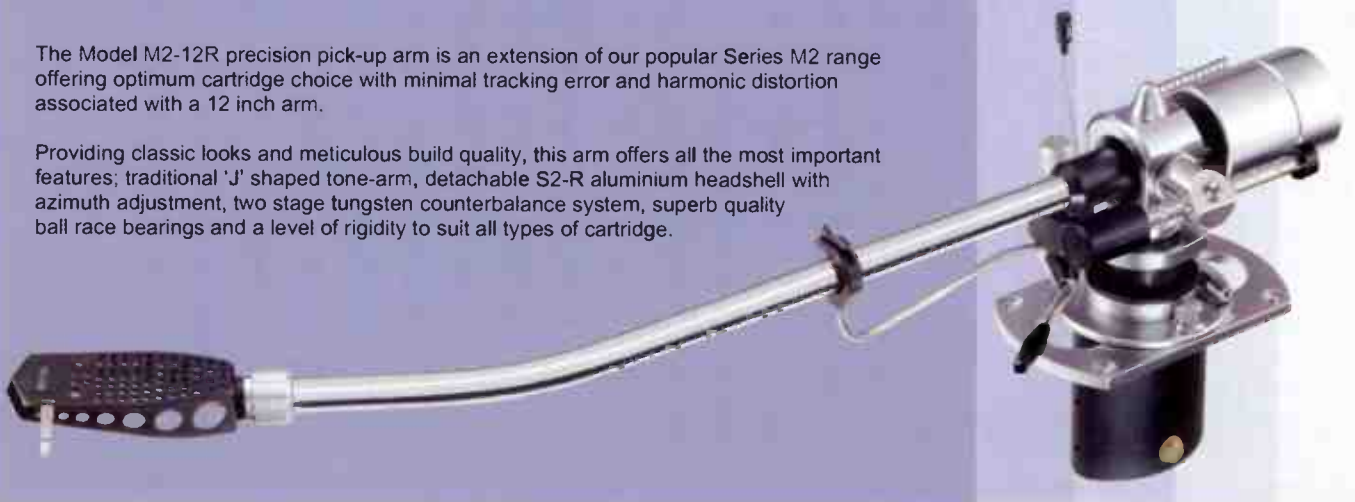 The Model M2-12R precision pick-up arm is an extension of our popular Series M2 range
offering optimum cartridge choice with minimal tracking error and harmonic distortion
associated with a 12 inch arm.
Providing classic looks and meticulous build quality, this arm offers all the most important
features; traditional 'J' shaped tone-arm, detachable S2-R aluminium headshell with
azimuth adjustment, two stage tungsten counterbalance system, superb quality
ball race bearings and a level of rigidity to suit all types of cartridge.